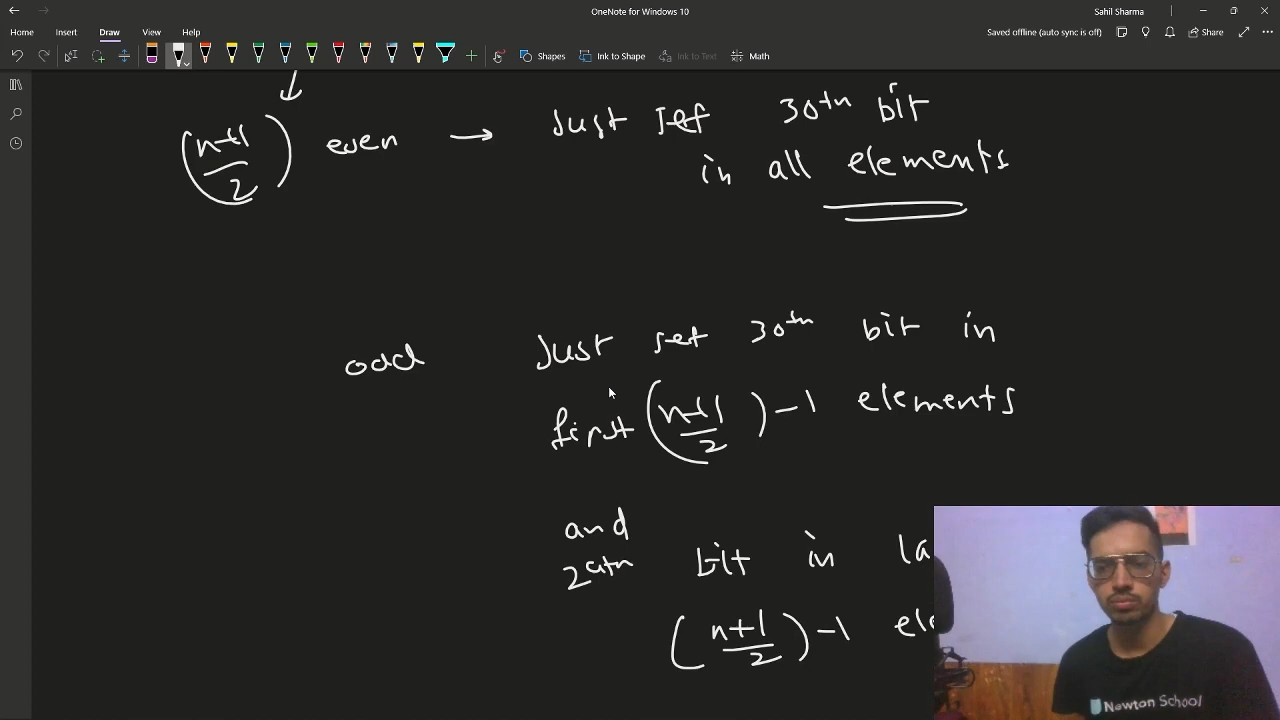 OneNote for Windows 10
Sahil Sharma
Home Insert Draw View Help
Saved offline (auto sync is off) Share
Shapes Ink to Shape Ink to Text Math
(n+1/2) even → Just set 30th bit
in all elements
odd Just set 30th bit in
first (n+1/2) -1 elements
and
29th bit in la
(n+1/2) -1 ele
Newton School